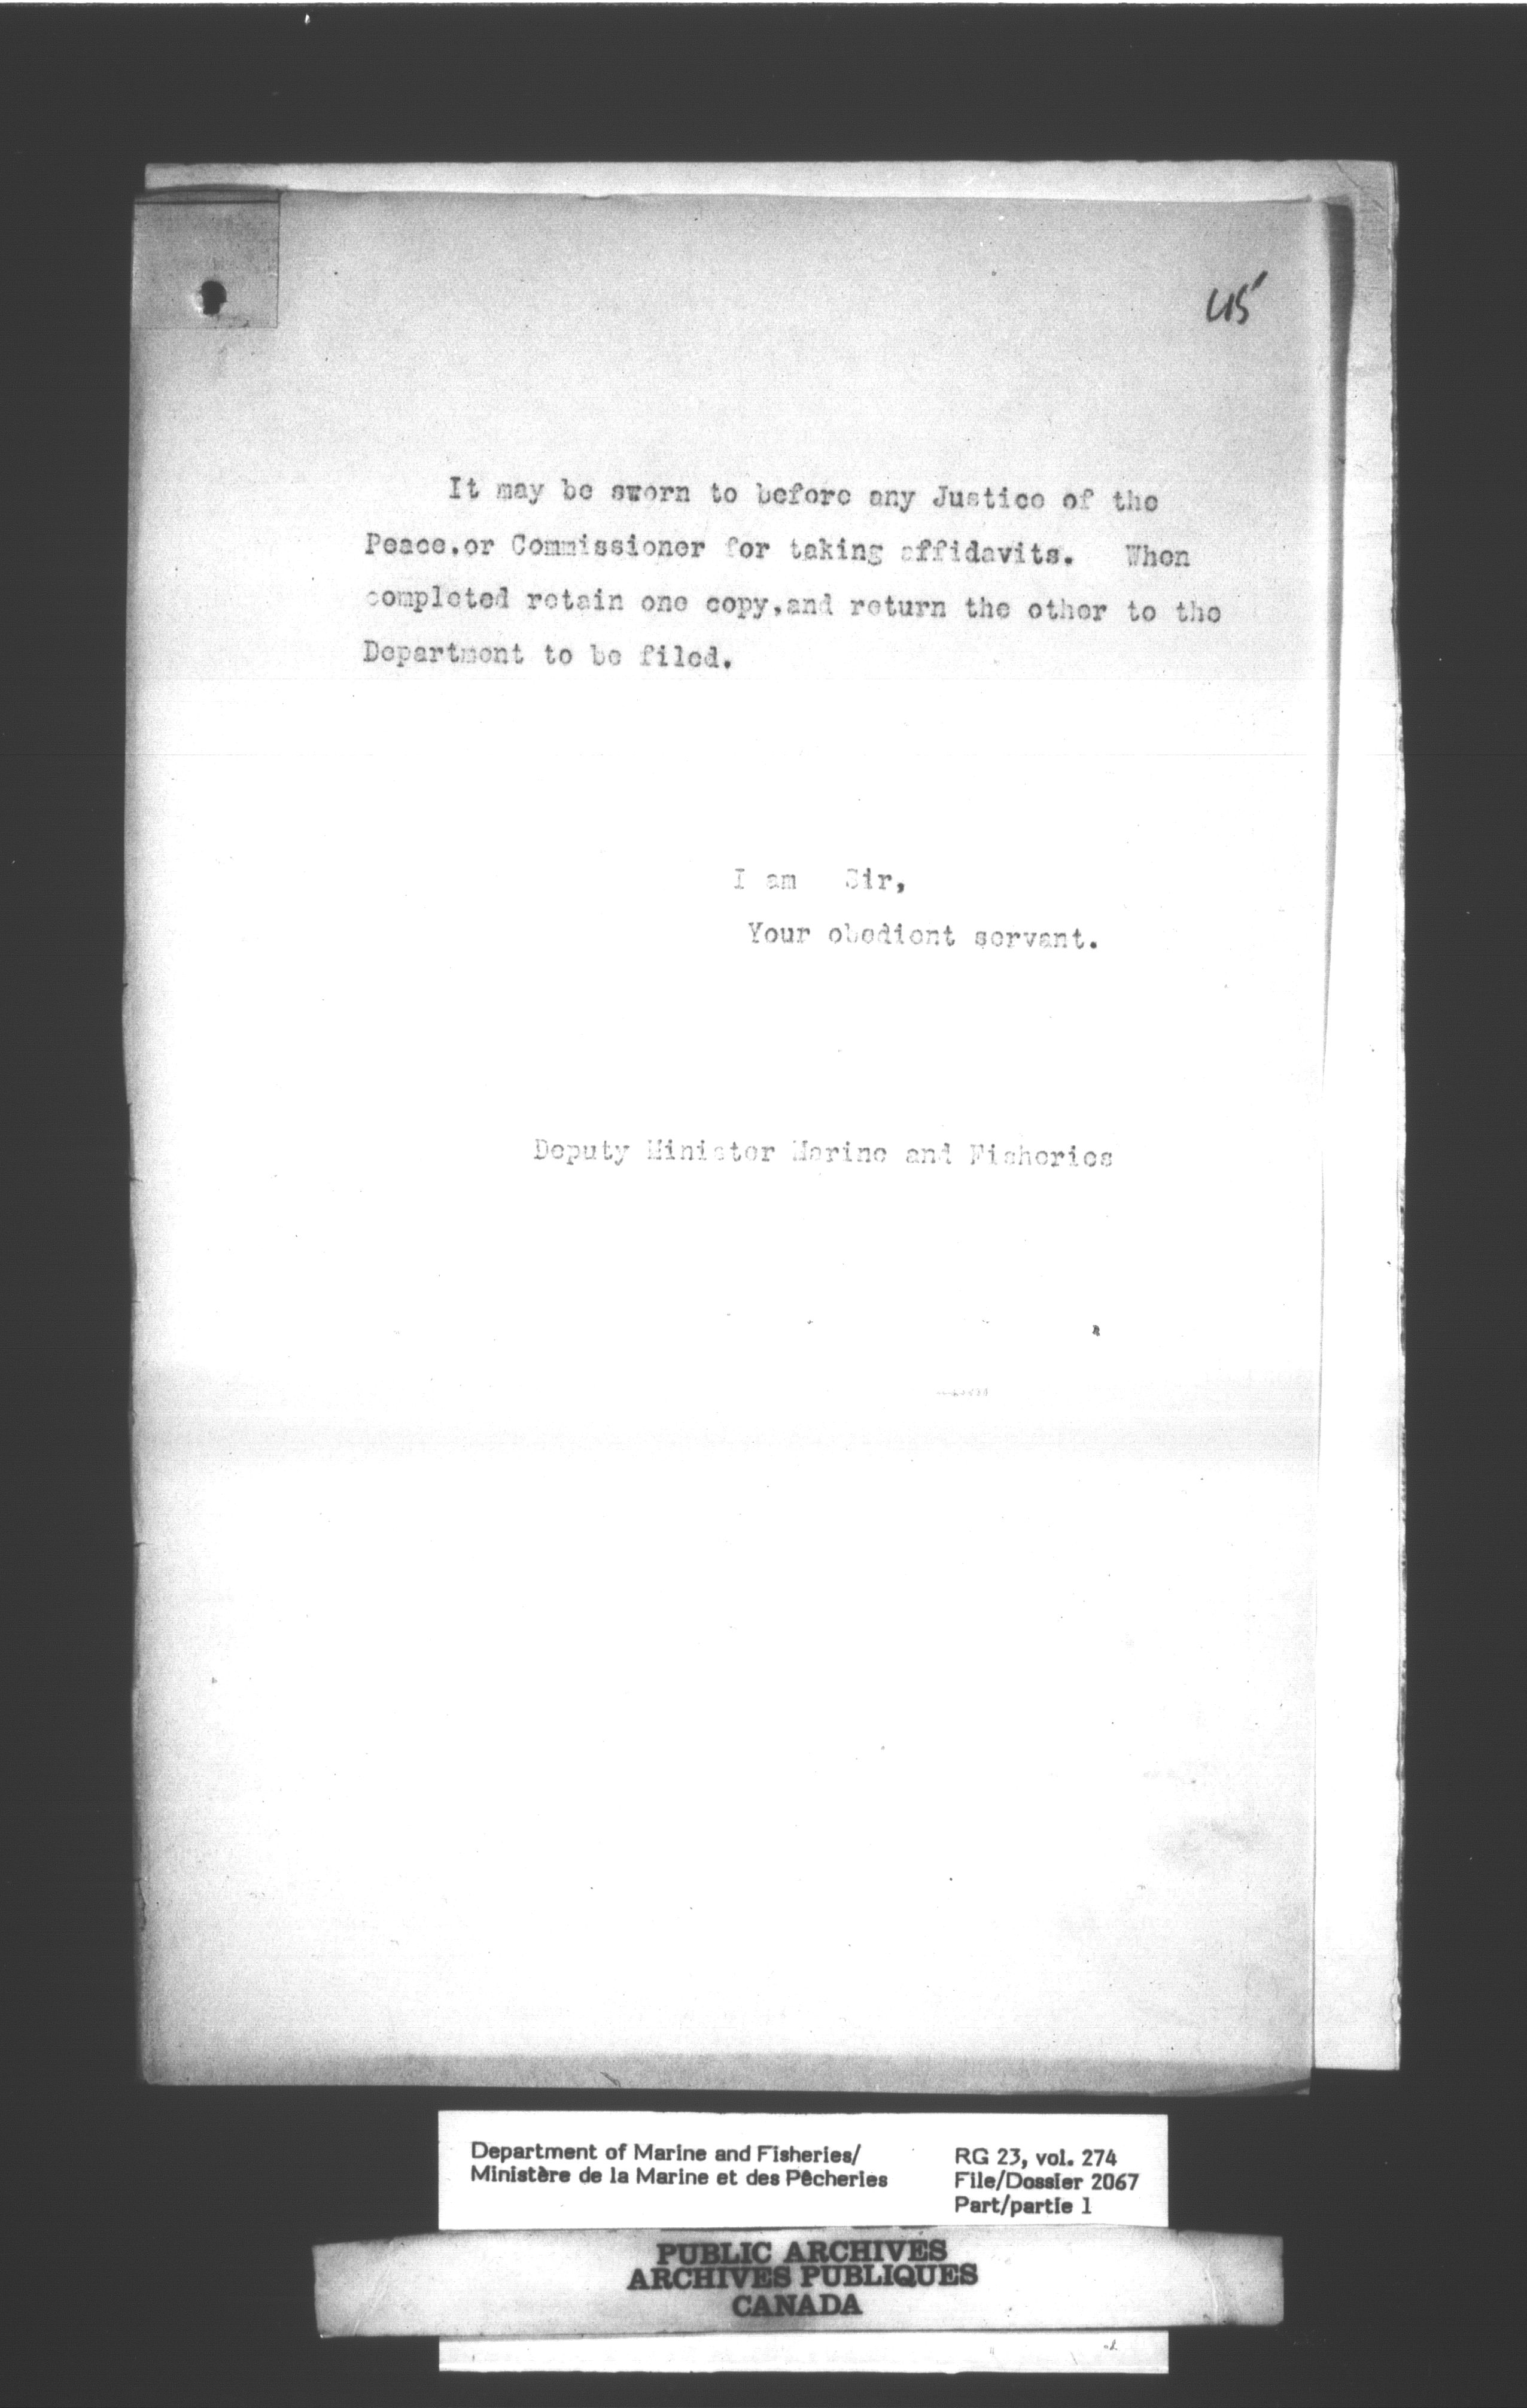 45
It may be sworn to before any Justice of the
Peace,or Commissioner for taking affidavits. When
completed retain one copy,and return the other to the
Department to be filed.
I am Sir,
Your obedient servant.
Deputy Minister Marine and Fisheries
Department of Marine and Fisheries/
Ministère de la Marine et des Pêcheries
RG 23, vol. 274
File/Dossier 2067
Part/partie 1
PUBLIC ARCHIVES
ARCHIVES PUBLIQUES
CANADA